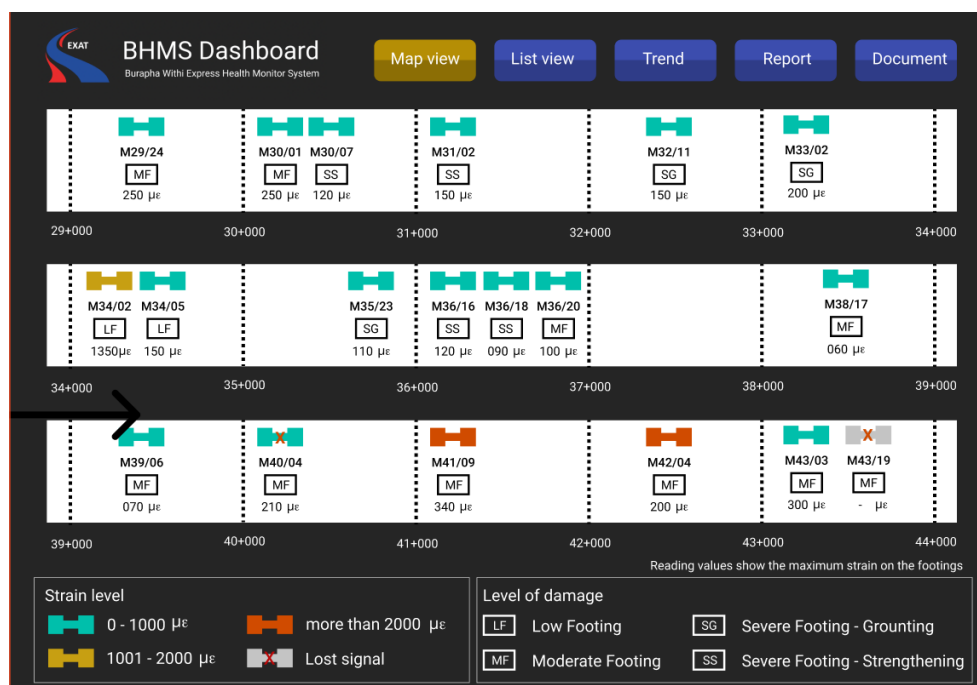 EXAT
BHMS Dashboard
Burapha Withi Express Health Monitor System
Map view
List view
Trend
Report
Document
M29/24 M30/01 M30/07 M31/02 M32/11 M33/02
MF MF SS SS SG SG
250 με 250 με 120 με 150 με 150 με 200 με
29+000 30+000 31+000 32+000 33+000 34+000
M34/02 M34/05 M35/23 M36/16 M36/18 M36/20 M38/17
LF LF SG SS SS MF MF
1350με 150 με 110 με 120 με 090 με 100 με 060 με
34+000 35+000 36+000 37+000 38+000 39+000
X X
M39/06 M40/04 M41/09 M42/04 M43/03 M43/19
MF MF MF MF MF MF
070 με 210 με 340 με 200 με 300 με - με
39+000 40+000 41+000 42+000 43+000 44+000
Reading values show the maximum strain on the footings
Strain level
0 - 1000 με
more than 2000 με
1001 - 2000 με
X
Lost signal
Level of damage
LF Low Footing
SG Severe Footing - Grounting
MF Moderate Footing
SS Severe Footing - Strengthening